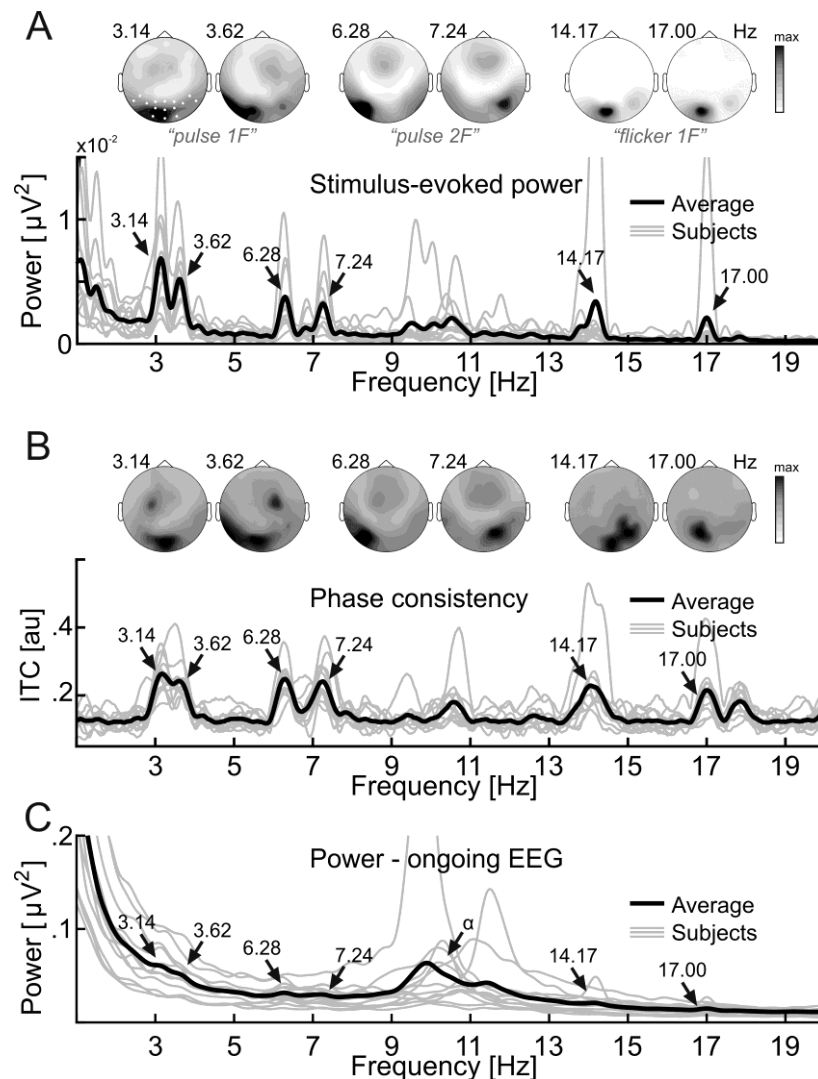 A
3.14 3.62 6.28 7.24 14.17 17.00 Hz max
"pulse 1F" "pulse 2F" "flicker 1F"
x10-2
Stimulus-evoked power
Average
Subjects
3.14
3.62
6.28
7.24
14.17
17.00
Power [ µV2 ]
1
0
3 5 7 9 11 13 15 17 19
Frequency [Hz]
B
3.14 3.62 6.28 7.24 14.17 17.00 Hz max
Phase consistency
Average
Subjects
3.14
3.62
6.28
7.24
14.17
17.00
ITC [au]
.4
.2
3 5 7 9 11 13 15 17 19
Frequency [Hz]
C
Power - ongoing EEG
Average
Subjects
3.14
3.62
6.28
7.24
α
14.17
17.00
Power [ µV2 ]
.2
.1
3 5 7 9 11 13 15 17 19
Frequency [Hz]